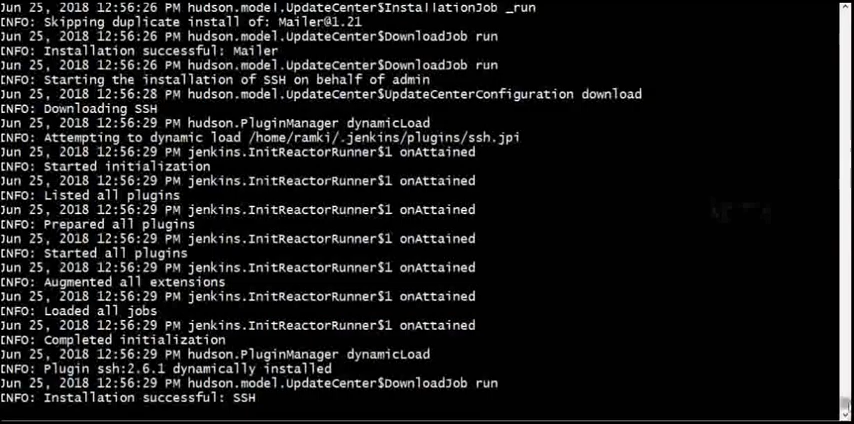 Jun 25, 2018 12:56:26 PM hudson.model.UpdateCenter$InstallationJob _run
INFO: Skipping duplicate install of: Mailer@1.21
Jun 25, 2018 12:56:26 PM hudson.model.UpdateCenter$DownloadJob run
INFO: Installation successful: Mailer
Jun 25, 2018 12:56:26 PM hudson.model.UpdateCenter$DownloadJob run
INFO: Starting the installation of SSH on behalf of admin
Jun 25, 2018 12:56:28 PM hudson.model.UpdateCenter$UpdateCenterConfiguration download
INFO: Downloading SSH
Jun 25, 2018 12:56:29 PM hudson.PluginManager dynamicLoad
INFO: Attempting to dynamic load /home/ramki/.jenkins/plugins/ssh.jpi
Jun 25, 2018 12:56:29 PM jenkins.InitReactorRunner$1 onAttained
INFO: Started initialization
Jun 25, 2018 12:56:29 PM jenkins.InitReactorRunner$1 onAttained
INFO: Listed all plugins
Jun 25, 2018 12:56:29 PM jenkins.InitReactorRunner$1 onAttained
INFO: Prepared all plugins
Jun 25, 2018 12:56:29 PM jenkins.InitReactorRunner$1 onAttained
INFO: Started all plugins
Jun 25, 2018 12:56:29 PM jenkins.InitReactorRunner$1 onAttained
INFO: Augmented all extensions
Jun 25, 2018 12:56:29 PM jenkins.InitReactorRunner$1 onAttained
INFO: Loaded all jobs
Jun 25, 2018 12:56:29 PM jenkins.InitReactorRunner$1 onAttained
INFO: Completed initialization
Jun 25, 2018 12:56:29 PM hudson.PluginManager dynamicLoad
INFO: Plugin ssh:2.6.1 dynamically installed
Jun 25, 2018 12:56:29 PM hudson.model.UpdateCenter$DownloadJob run
INFO: Installation successful: SSH